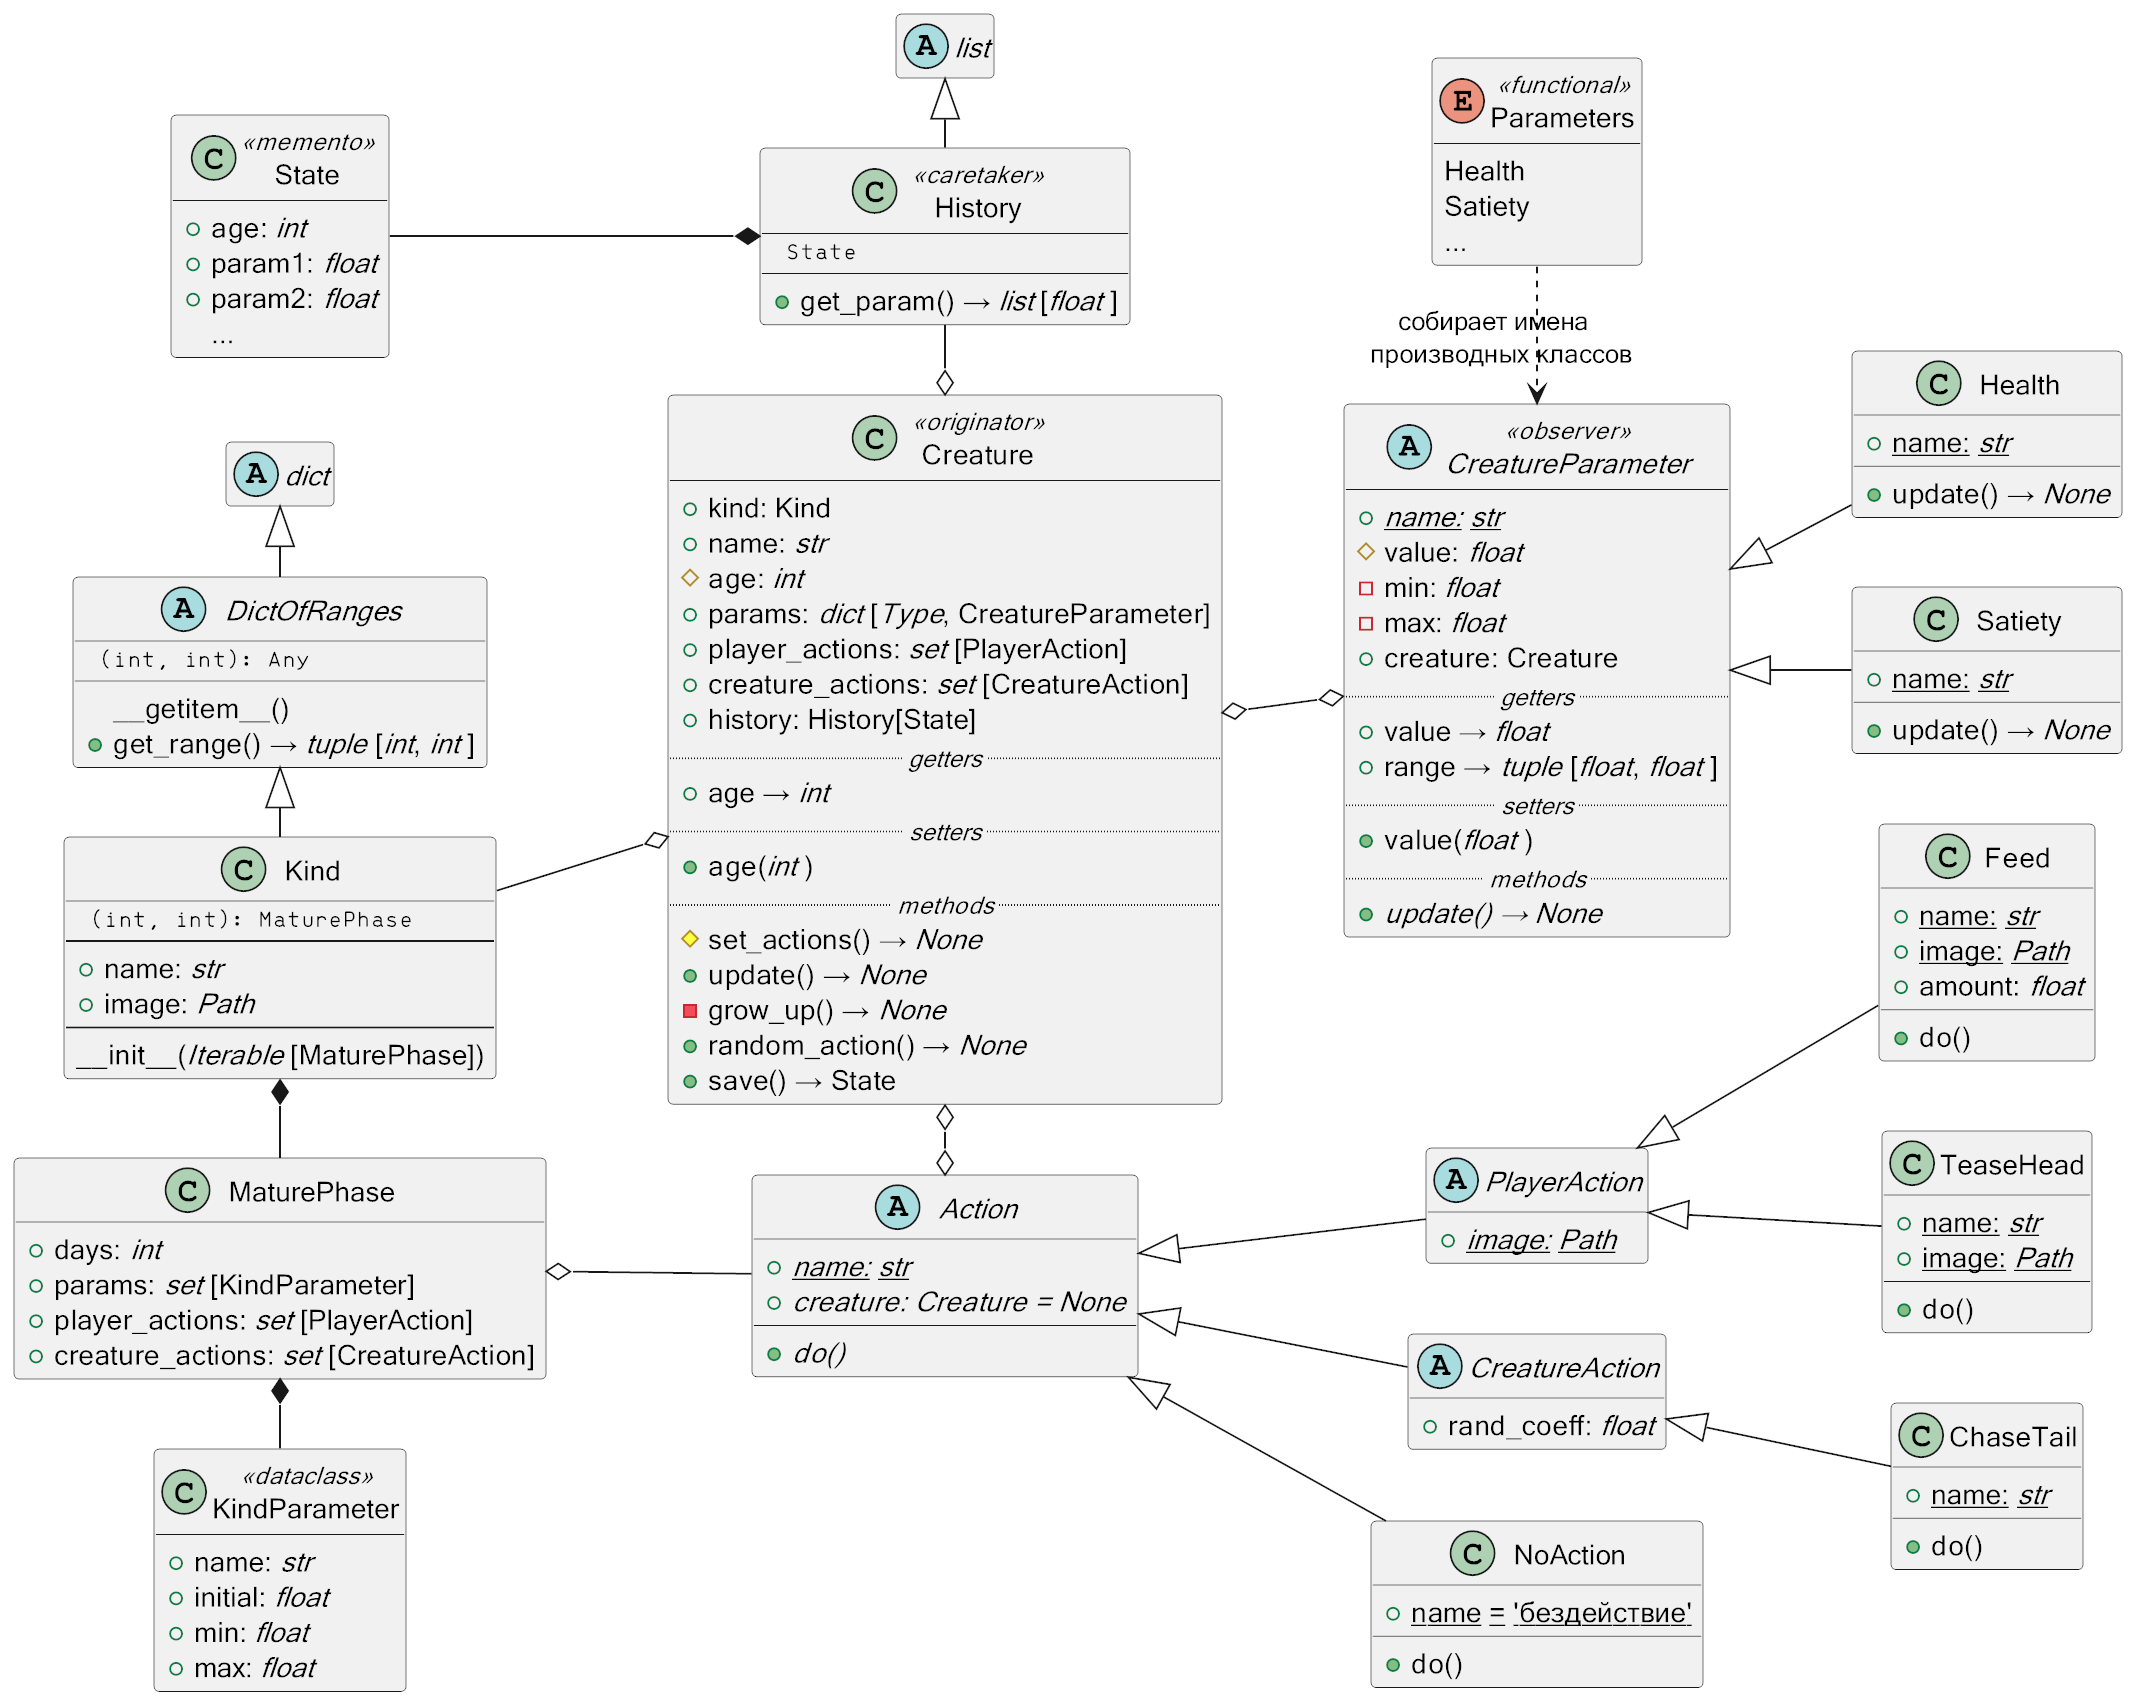 A list
C «memento»
State
age: int
param1: float
param2: float
...
C «caretaker»
History
State
get_param() → list[float]
E «functional»
Parameters
Health
Satiety
...
собирает имена
производных классов
A dict
A DictOfRanges
(int, int): Any
__getitem__()
get_range() → tuple[int, int]
C Kind
(int, int): MaturePhase
name: str
image: Path
__init__(Iterable[MaturePhase])
C MaturePhase
days: int
params: set[KindParameter]
player_actions: set[PlayerAction]
creature_actions: set[CreatureAction]
C «dataclass»
KindParameter
name: str
initial: float
min: float
max: float
C «originator»
Creature
kind: Kind
name: str
age: int
params: dict[Type, CreatureParameter]
player_actions: set[PlayerAction]
creature_actions: set[CreatureAction]
history: History[State]
getters
age → int
setters
age(int)
methods
set_actions() → None
update() → None
grow_up() → None
random_action() → None
save() → State
A «observer»
CreatureParameter
name: str
value: float
min: float
max: float
creature: Creature
getters
value → float
range → tuple[float, float]
setters
value(float)
methods
update() → None
C Health
name: str
update() → None
C Satiety
name: str
update() → None
A Action
name: str
creature: Creature = None
do()
A PlayerAction
image: Path
A CreatureAction
rand_coeff: float
C NoAction
name = 'бездействие'
do()
C Feed
name: str
image: Path
amount: float
do()
C TeaseHead
name: str
image: Path
do()
C ChaseTail
name: str
do()